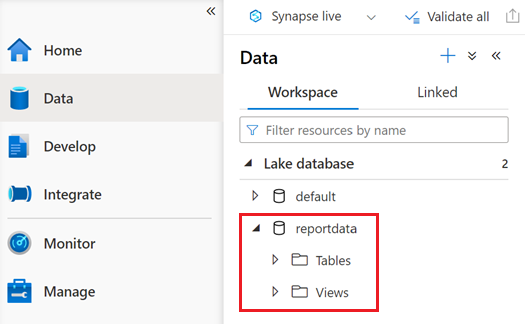 Home
Data
Develop
Integrate
Monitor
Manage
Synapse live
Validate all
Data
Workspace Linked
Filter resources by name
Lake database 2
default
reportdata
Tables
Views